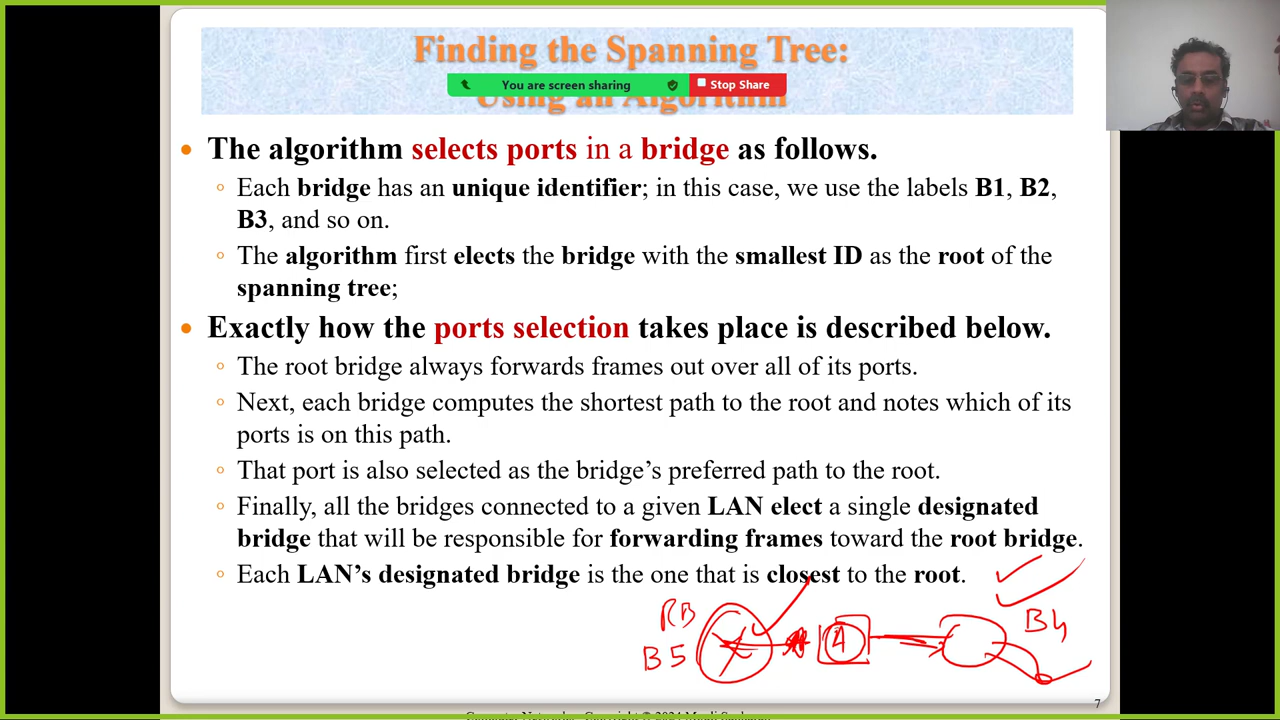 Finding the Spanning Tree:
You are screen sharing Stop Share
Using an Algorithm
• The algorithm selects ports in a bridge as follows.
◦ Each bridge has an unique identifier; in this case, we use the labels B1, B2,
B3, and so on.
◦ The algorithm first elects the bridge with the smallest ID as the root of the
spanning tree;
• Exactly how the ports selection takes place is described below.
◦ The root bridge always forwards frames out over all of its ports.
◦ Next, each bridge computes the shortest path to the root and notes which of its
ports is on this path.
◦ That port is also selected as the bridge's preferred path to the root.
◦ Finally, all the bridges connected to a given LAN elect a single designated
bridge that will be responsible for forwarding frames toward the root bridge.
◦ Each LAN's designated bridge is the one that is closest to the root.
RB
B5
4
B4
7